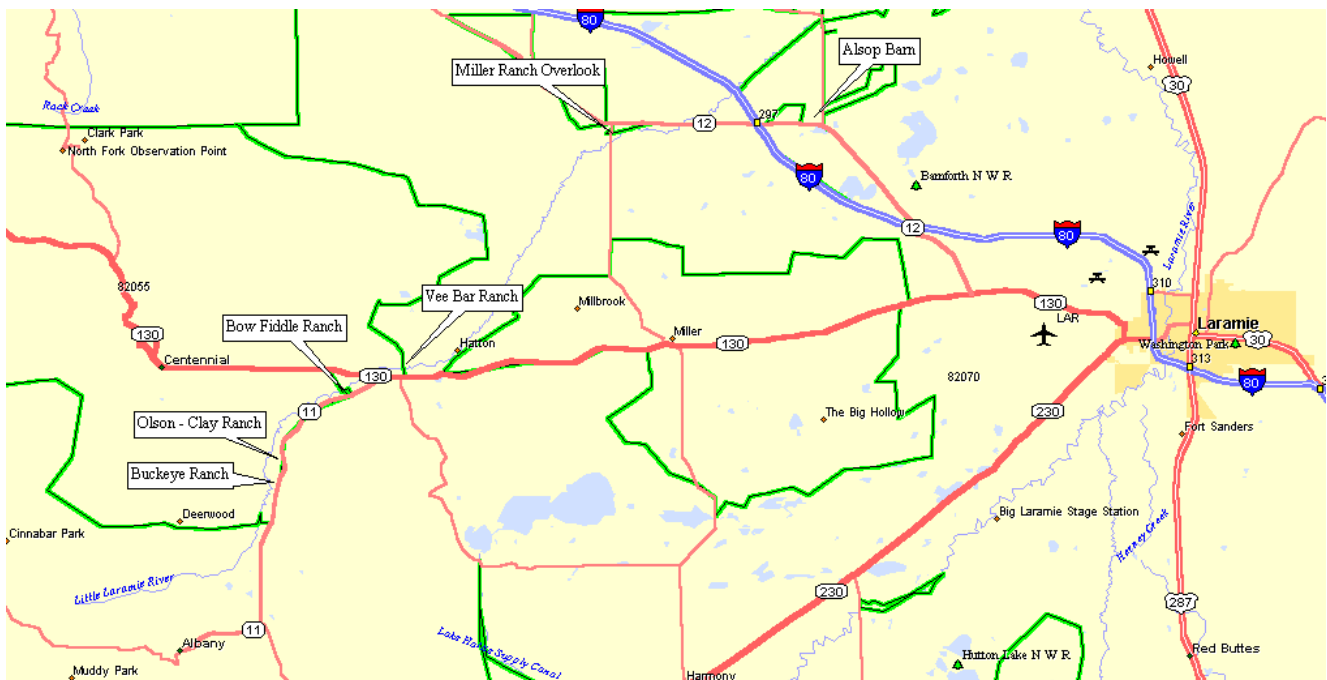 80
Alsop Barn
Howell
Miller Ranch Overlook
30
Rock Creek
297
12
Clark Park
North Fork Observation Point
80
Bamforth N W R
Laramie River
12
80
82055
310
Vee Bar Ranch
Millbrook
130
LAR
Bow Fiddle Ranch
130
Laramie
Hatton
Miller
130
Washington Park
30
Centennial
313
130
82070
80
3
11
230
Olson - Clay Ranch
The Big Hollow
Fort Sanders
Buckeye Ranch
Deerwood
Big Laramie Stage Station
Cinnabar Park
Harney Creek
Little Laramie River
230
287
11
Albany
Lake Hattie Supply Canal
Hutton Lake N W R
Red Buttes
Muddy Park
Harmony